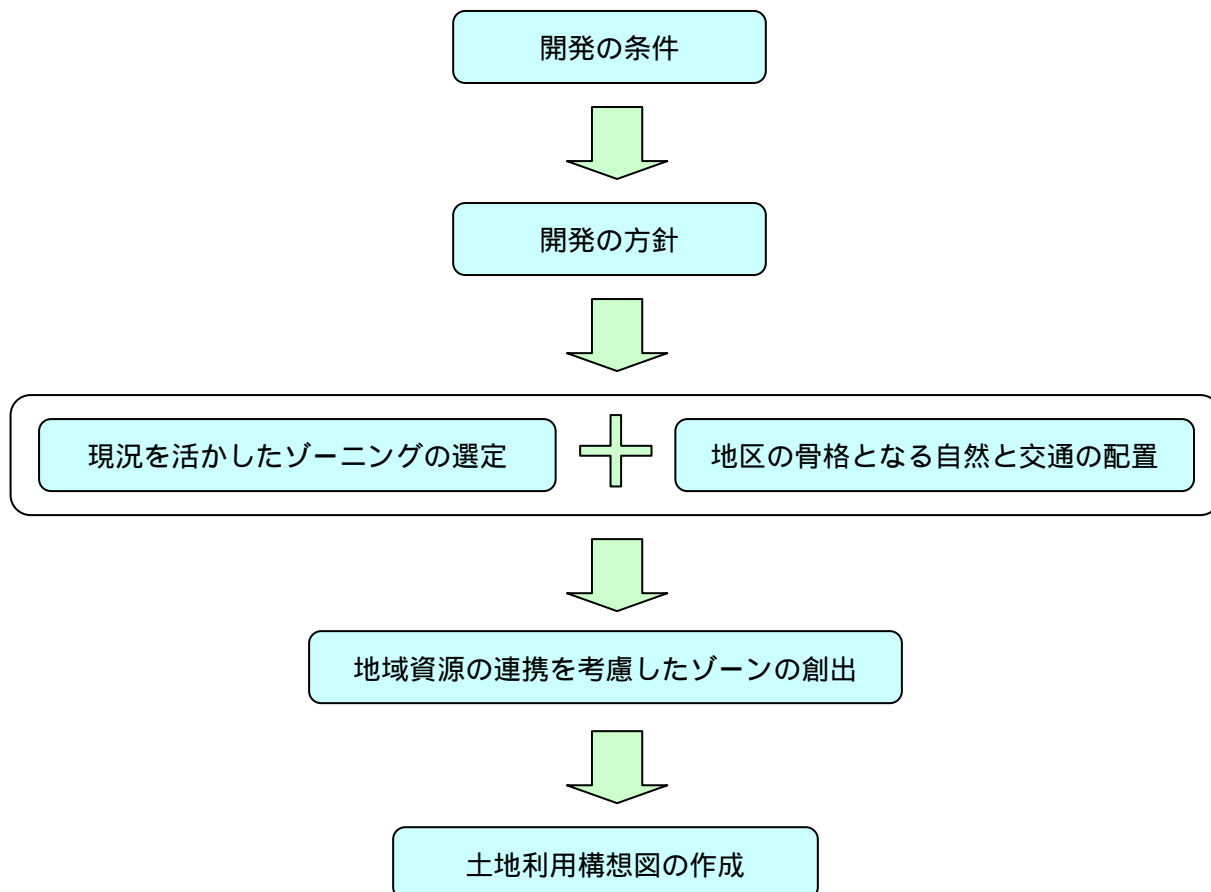 開発の条件
開発の方針
現況を活かしたゾーニングの選定
地区の骨格となる自然と交通の配置
地域資源の連携を考慮したゾーンの創出
土地利用構想図の作成